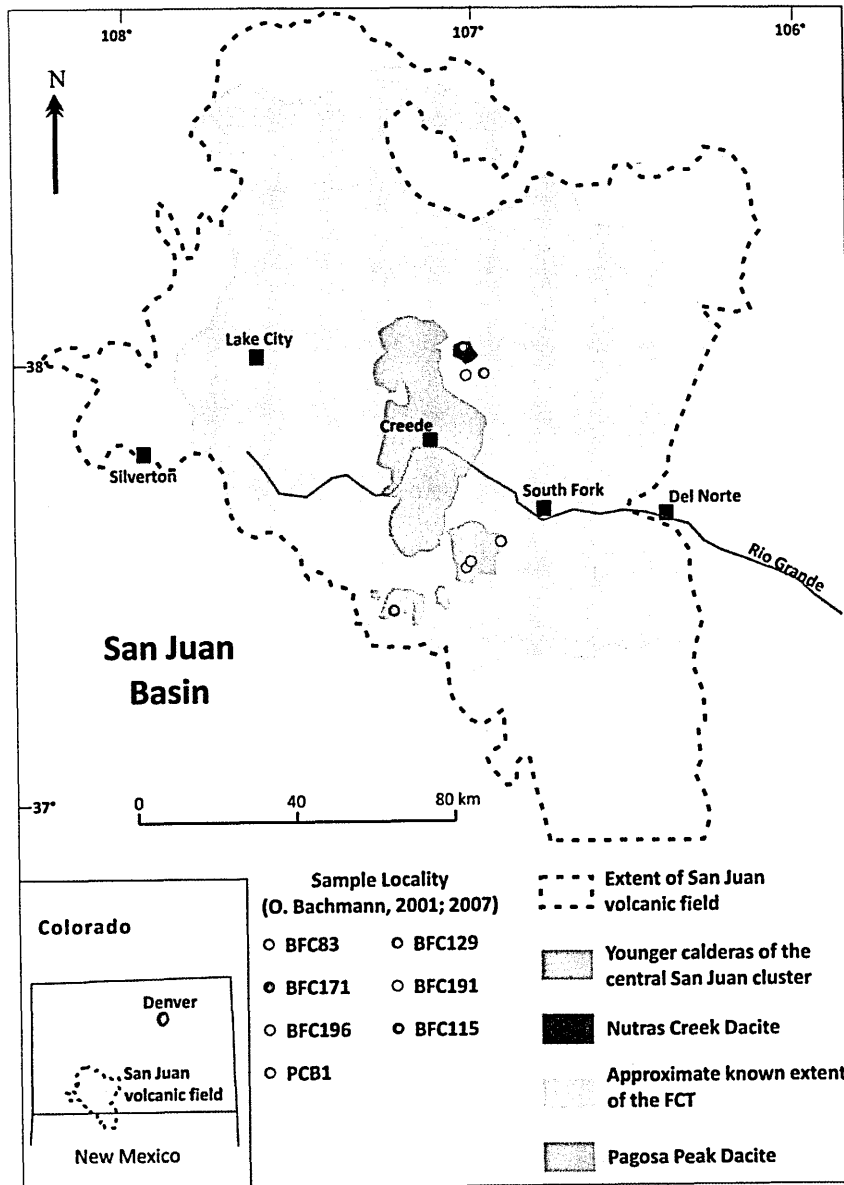 108°
107°
106°
N
Lake City
38°
Creede
Silverton
South Fork
Del Norte
Rio Grande
San Juan
Basin
37°
0
40
80 km
Sample Locality
(O. Bachmann, 2001; 2007)
BFC83
BFC129
BFC171
BFC191
BFC196
BFC115
PCB1
Extent of San Juan
volcanic field
Younger calderas of the
central San Juan cluster
Nutras Creek Dacite
Approximate known extent
of the FCT
Pagosa Peak Dacite
Colorado
Denver
San Juan
volcanic field
New Mexico